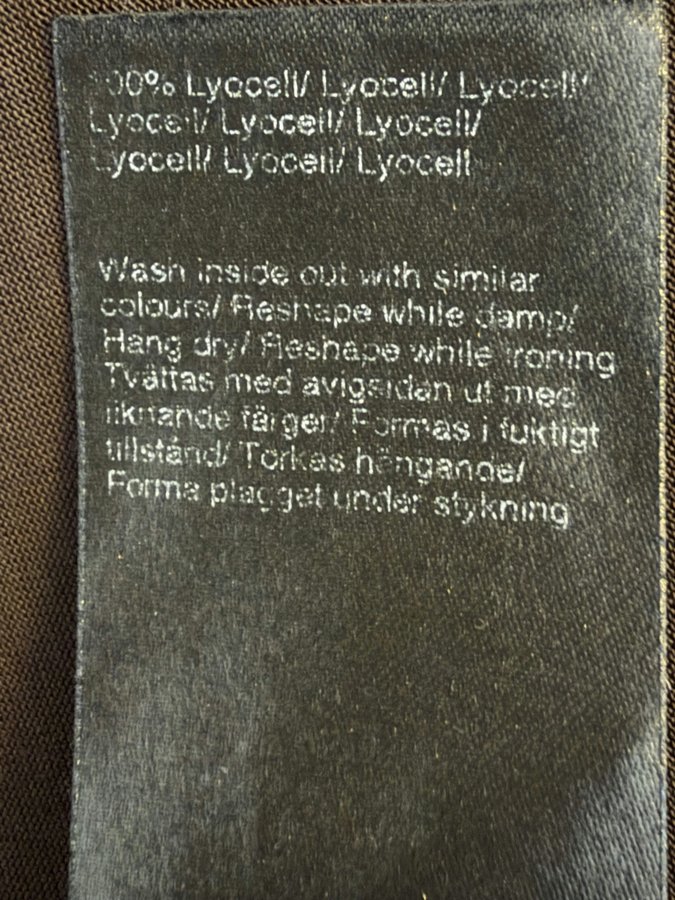 100% Lyocell/ Lyocell/ Lyocell/
Lyocell/ Lyocell/ Lyocell/
Lyocell/ Lyocell/ Lyocell
Wash inside out with similar
colours/ Reshape while damp/
Hang dry/ Reshape while ironing
Tvättas med avigsidan ut med
liknande färger/ Formas i fuktigt
tillstånd/ Torkas hängande/
Forma plagget under stykning